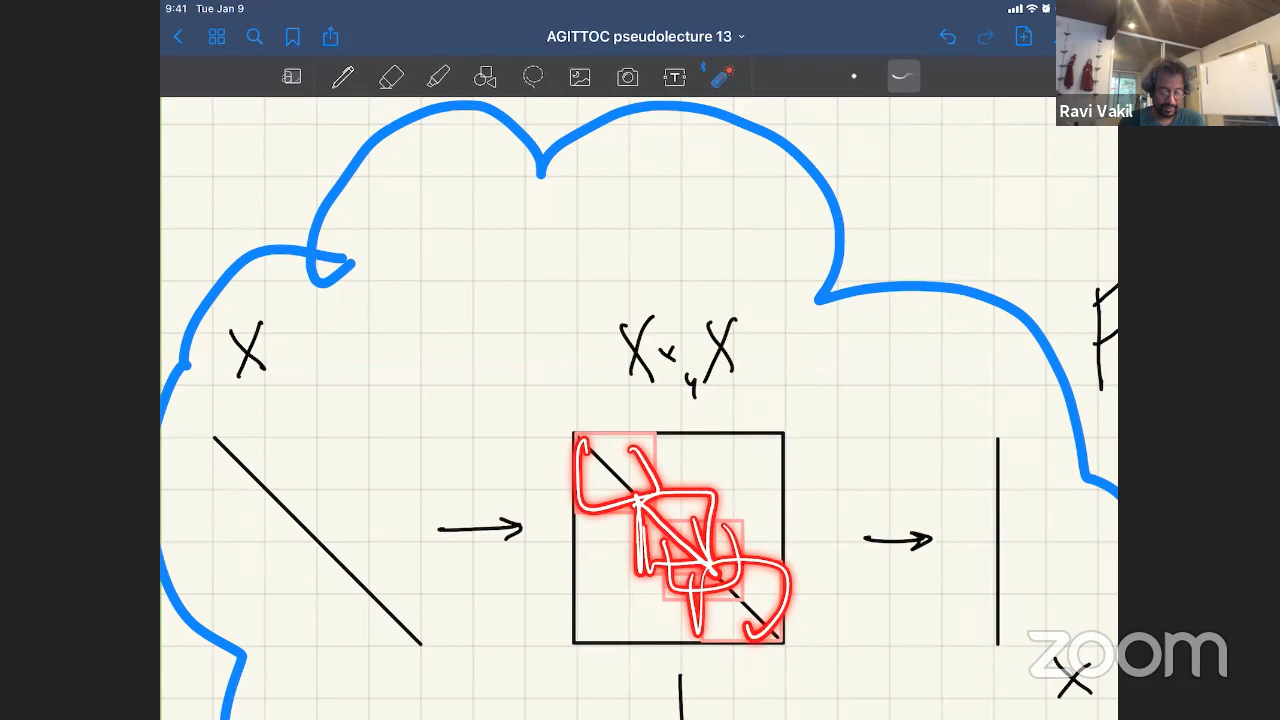 9:41 Tue Jan 9
AGITTOC pseudolecture 13
T
Ravi Vakil
X
X ×_y X
X
zoom